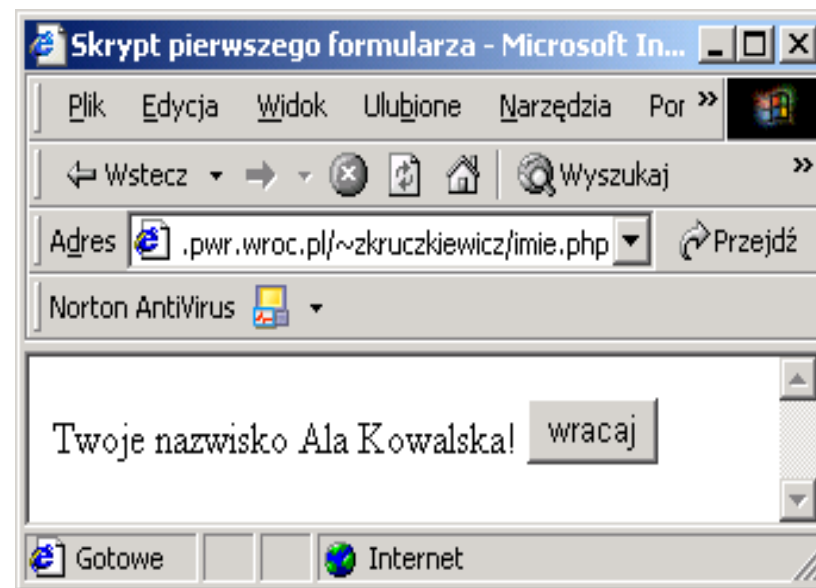 Skrypt pierwszego formularza - Microsoft In...
Plik Edycja Widok Ulubione Narzędzia Por »
Wstecz Wyszukaj »
Adres .pwr.wroc.pl/~zkruczkiewicz/imie.php Przejdź
Norton AntiVirus
Twoje nazwisko Ala Kowalska! wracaj
Gotowe Internet